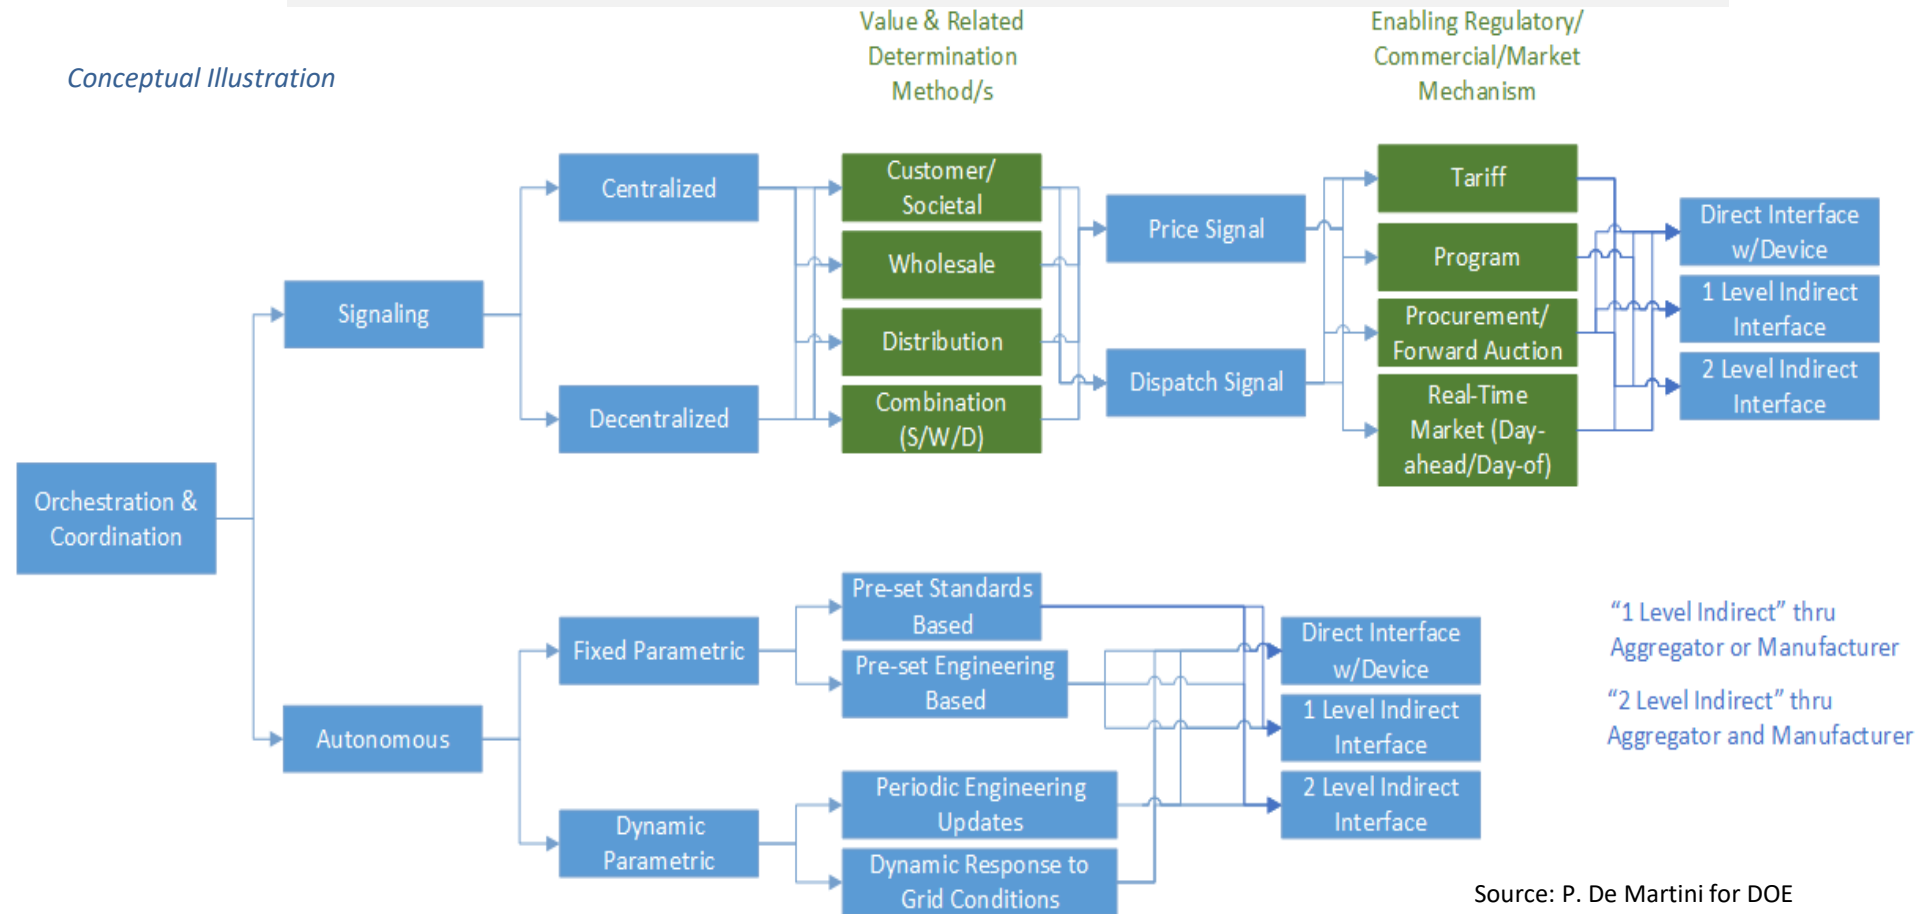 Value & Related
Determination
Method/s
Enabling Regulatory/
Commercial/Market
Mechanism
Conceptual Illustration
Centralized
Customer/
Societal
Tariff
Price Signal
Direct Interface
w/Device
Wholesale
Program
Signaling
1 Level Indirect
Interface
Distribution
Procurement/
Forward Auction
Dispatch Signal
2 Level Indirect
Interface
Decentralized
Combination
(S/W/D)
Real-Time
Market (Day-
ahead/Day-of)
Orchestration &
Coordination
Pre-set Standards
Based
Fixed Parametric
Direct Interface
w/Device
Pre-set Engineering
Based
"1 Level Indirect" thru
Aggregator or Manufacturer
"2 Level Indirect" thru
Aggregator and Manufacturer
Autonomous
1 Level Indirect
Interface
Periodic Engineering
Updates
2 Level Indirect
Interface
Dynamic
Parametric
Dynamic Response to
Grid Conditions
Source: P. De Martini for DOE